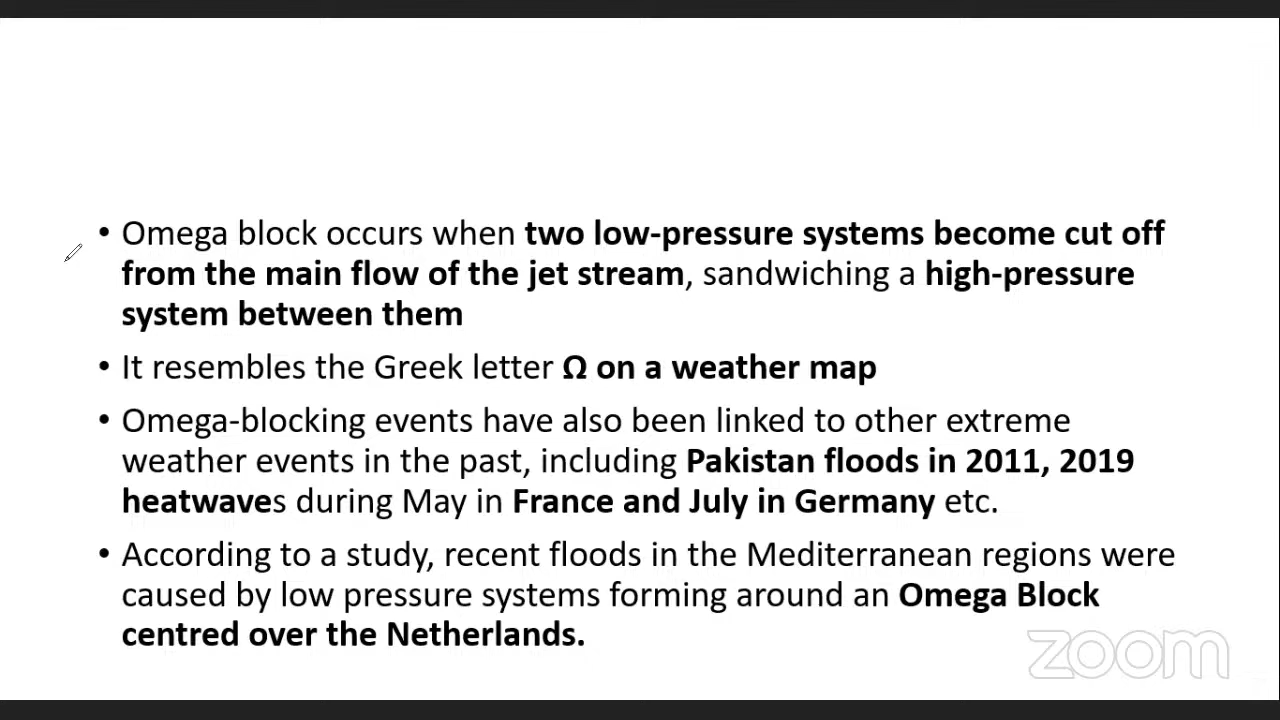 • Omega block occurs when two low-pressure systems become cut off
from the main flow of the jet stream, sandwiching a high-pressure
system between them
• It resembles the Greek letter Ω on a weather map
• Omega-blocking events have also been linked to other extreme
weather events in the past, including Pakistan floods in 2011, 2019
heatwaves during May in France and July in Germany etc.
• According to a study, recent floods in the Mediterranean regions were
caused by low pressure systems forming around an Omega Block
centred over the Netherlands.
zoom